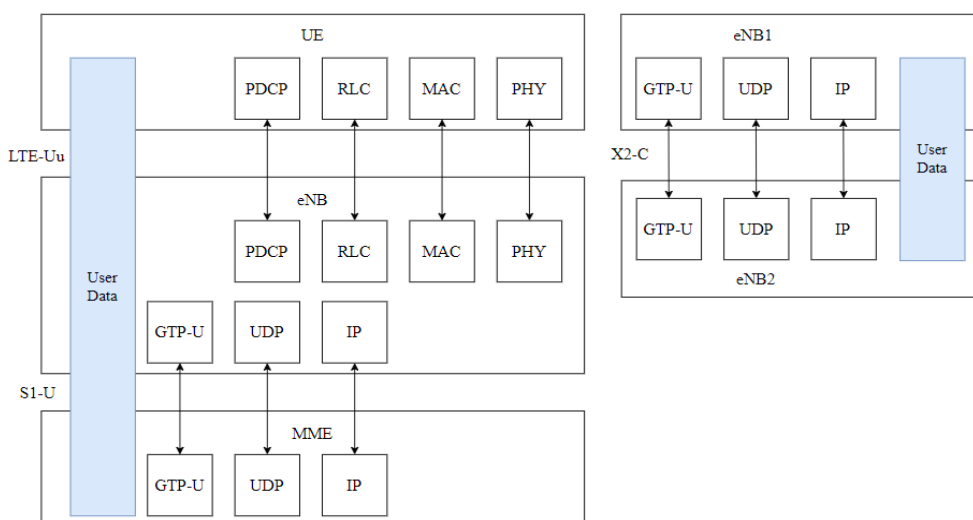 UE
PDCP RLC MAC PHY
LTE-Uu
eNB
PDCP RLC MAC PHY
User
Data
GTP-U UDP IP
S1-U
MME
GTP-U UDP IP
eNB1
GTP-U UDP IP
X2-C
User
Data
GTP-U UDP IP
eNB2